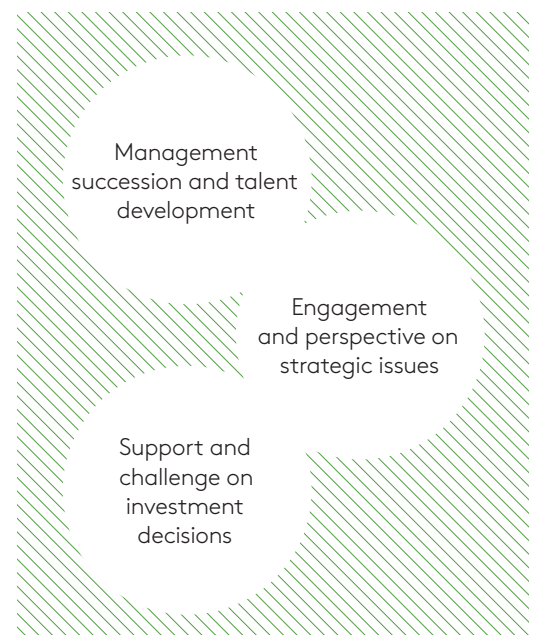 Management
succession and talent
development
Engagement
and perspective on
strategic issues
Support and
challenge on
investment
decisions